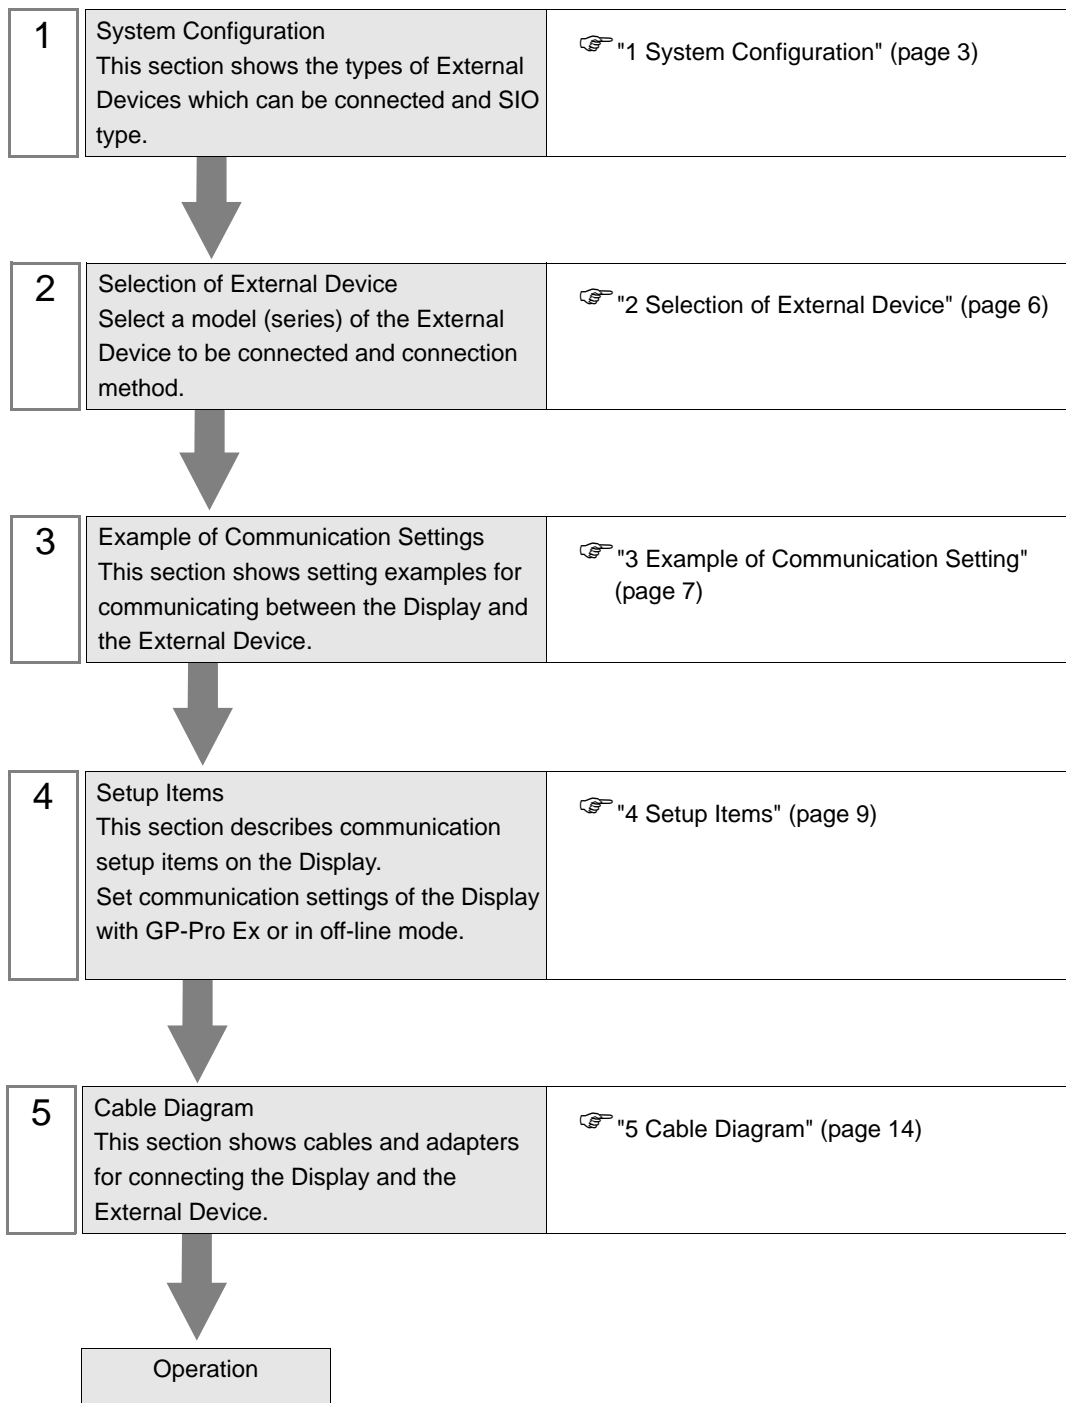 1
System Configuration
This section shows the types of External
Devices which can be connected and SIO
type.
"1 System Configuration" (page 3)
2
Selection of External Device
Select a model (series) of the External
Device to be connected and connection
method.
"2 Selection of External Device" (page 6)
3
Example of Communication Settings
This section shows setting examples for
communicating between the Display and
the External Device.
"3 Example of Communication Setting"
(page 7)
4
Setup Items
This section describes communication
setup items on the Display.
Set communication settings of the Display
with GP-Pro Ex or in off-line mode.
"4 Setup Items" (page 9)
5
Cable Diagram
This section shows cables and adapters
for connecting the Display and the
External Device.
"5 Cable Diagram" (page 14)
Operation